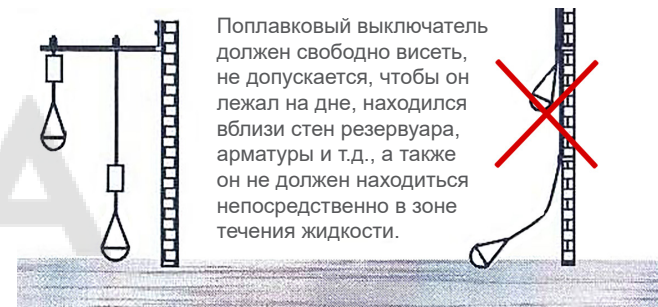 Поплавковый выключатель
должен свободно висеть,
не допускается, чтобы он
лежал на дне, находился
вблизи стен резервуара,
арматуры и т.д., а также
он не должен находиться
непосредственно в зоне
течения жидкости.